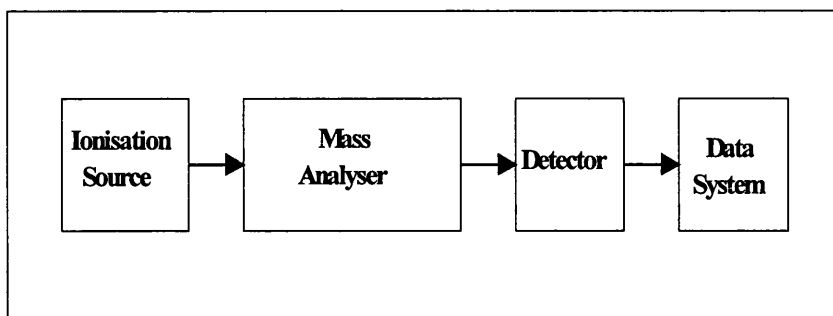 Ionisation
Source
Mass
Analyser
Detector
Data
System